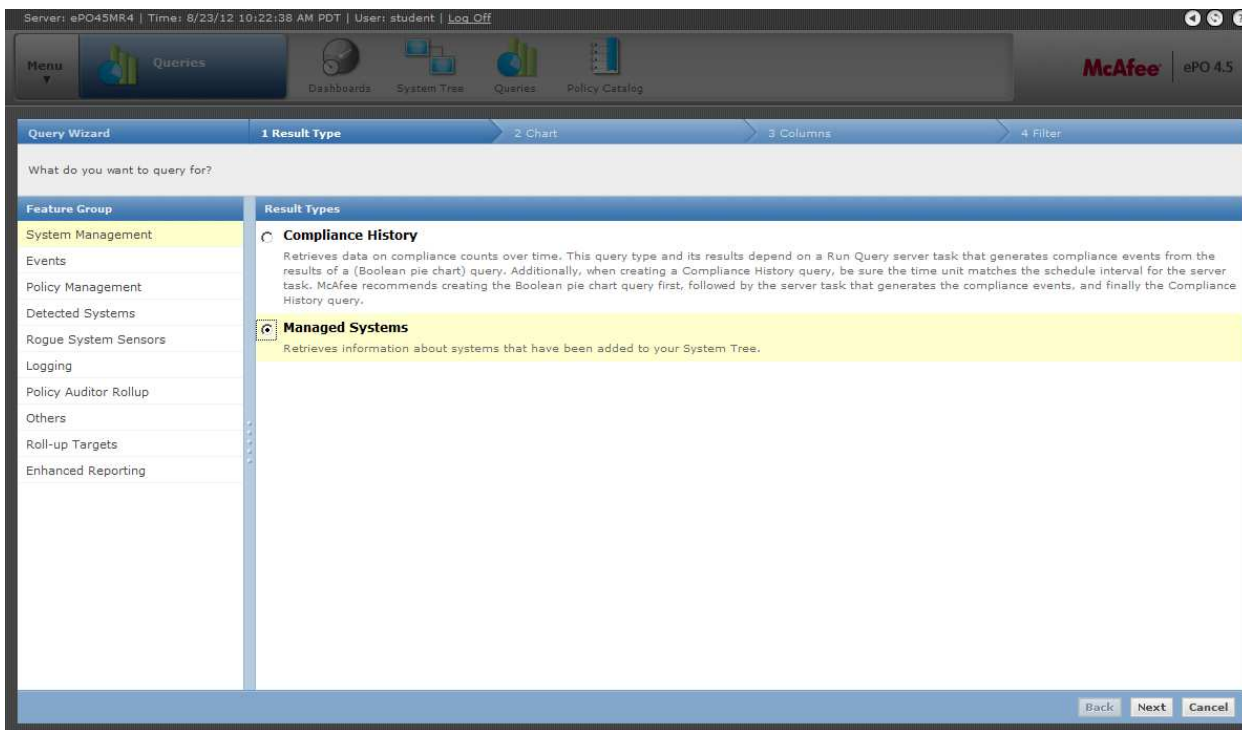 Server: ePO45MR4 | Time: 8/23/12 10:22:38 AM PDT | User: student | Log Off
Menu
Queries
Dashboards
System Tree
Queries
Policy Catalog
McAfee
ePO 4.5
Query Wizard
1 Result Type
2 Chart
3 Columns
4 Filter
What do you want to query for?
Feature Group
System Management
Events
Policy Management
Detected Systems
Rogue System Sensors
Logging
Policy Auditor Rollup
Others
Roll-up Targets
Enhanced Reporting
Result Types
Compliance History
Retrieves data on compliance counts over time. This query type and its results depend on a Run Query server task that generates compliance events from the
results of a (Boolean pie chart) query. Additionally, when creating a Compliance History query, be sure the time unit matches the schedule interval for the server
task. McAfee recommends creating the Boolean pie chart query first, followed by the server task that generates the compliance events, and finally the Compliance
History query.
Managed Systems
Retrieves information about systems that have been added to your System Tree.
Back
Next
Cancel